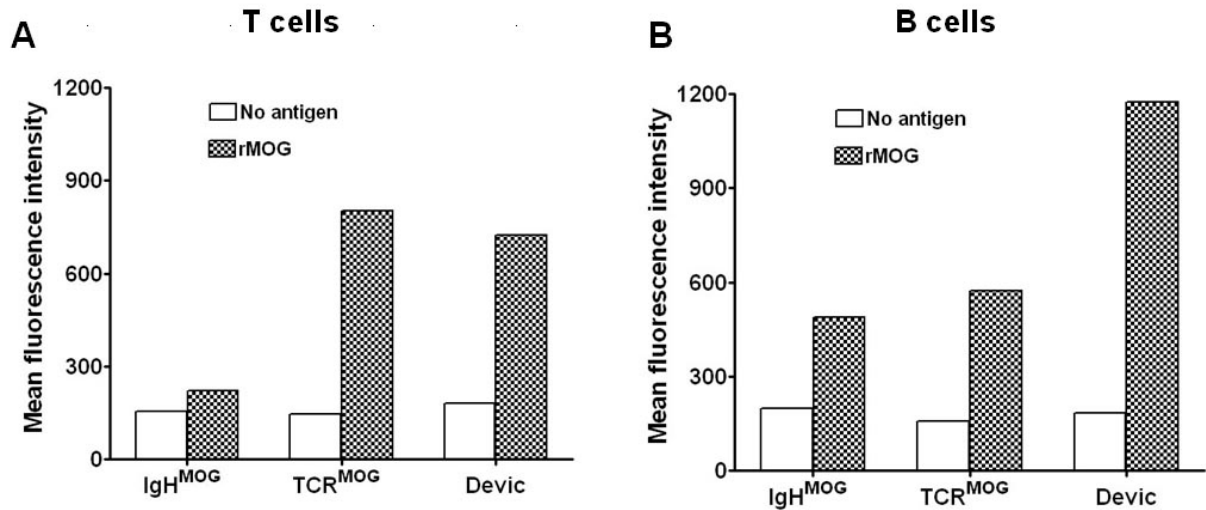 A
T cells
Mean fluorescence intensity
1200
900
600
300
0
No antigen
rMOG
IgH^MOG
TCR^MOG
Devic
B
B cells
Mean fluorescence intensity
1200
900
600
300
0
No antigen
rMOG
IgH^MOG
TCR^MOG
Devic